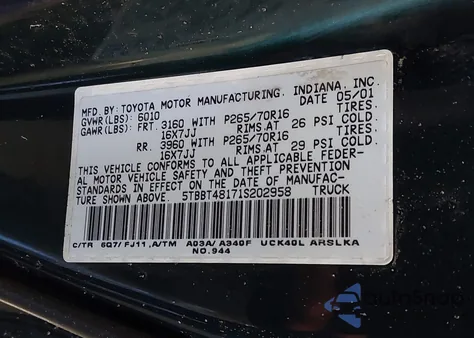 MFD. BY: TOYOTA MOTOR MANUFACTURING, INDIANA, INC.
GVWR(LBS): 6010 DATE 05/01
GAWR(LBS): FRT. 3160 WITH P265/70R16 TIRES.
16X7JJ RIMS.AT 26 PSI COLD.
RR. 3960 WITH P265/70R16 TIRES.
16X7JJ RIMS.AT 29 PSI COLD.
THIS VEHICLE CONFORMS TO ALL APPLICABLE FEDER-
AL MOTOR VEHICLE SAFETY AND THEFT PREVENTION
STANDARDS IN EFFECT ON THE DATE OF MANUFAC-
TURE SHOWN ABOVE.
5TBBT48171S202958 TRUCK
C/TR 6Q7/FJ11,A/TM A03A/A340F UCK40L ARSLKA
NO.944
AutoSnap